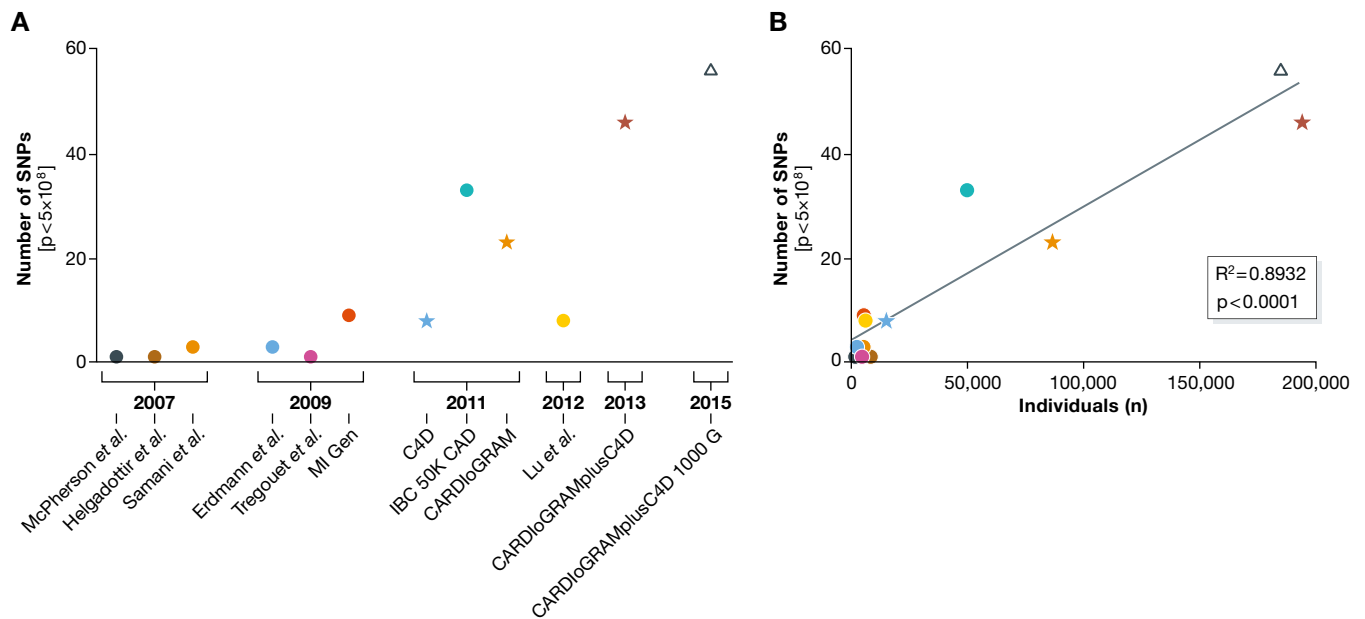 A
Number of SNPs
[p<5×10⁸]
60
40
20
0
2007
2009
2011
2012
2013
2015
McPherson et al.
Helgadottir et al.
Samani et al.
Erdmann et al.
Tregouet et al.
MI Gen
C4D
IBC 50K CAD
CARDIoGRAM
Lu et al.
CARDIoGRAMplusC4D
CARDIoGRAMplusC4D 1000 G
B
Number of SNPs
[p<5×10⁸]
60
40
20
0
R²=0.8932
p<0.0001
0
50,000
100,000
150,000
200,000
Individuals (n)